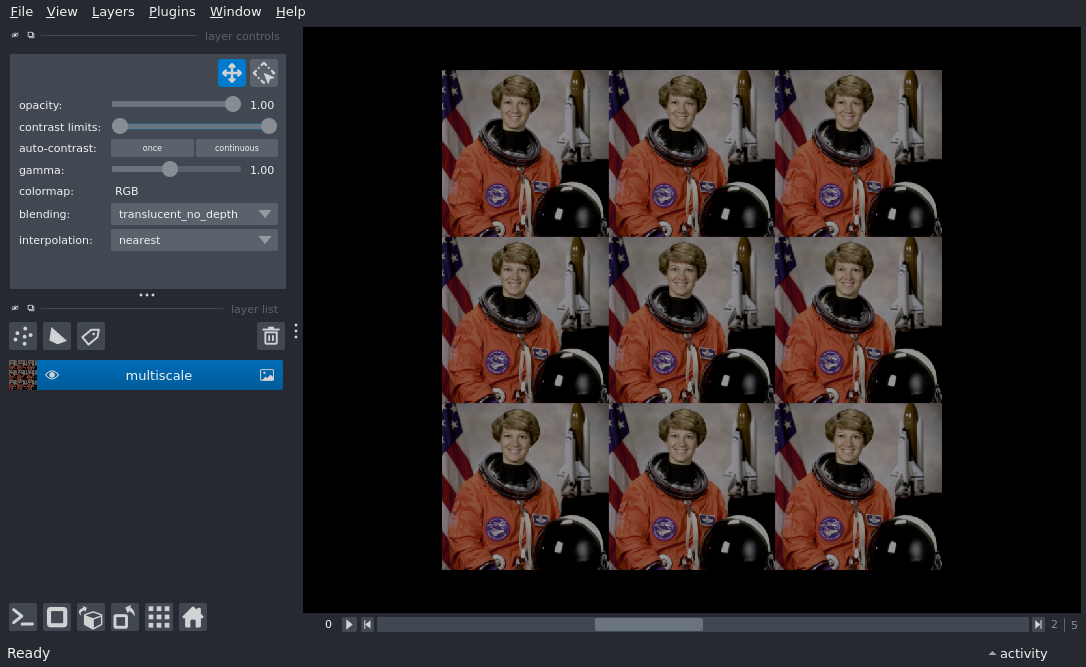 File View Layers Plugins Window Help
layer controls
opacity: 1.00
contrast limits:
auto-contrast: once continuous
gamma: 1.00
colormap: RGB
blending: translucent_no_depth
interpolation: nearest
layer list
multiscale
0 2 5
Ready activity